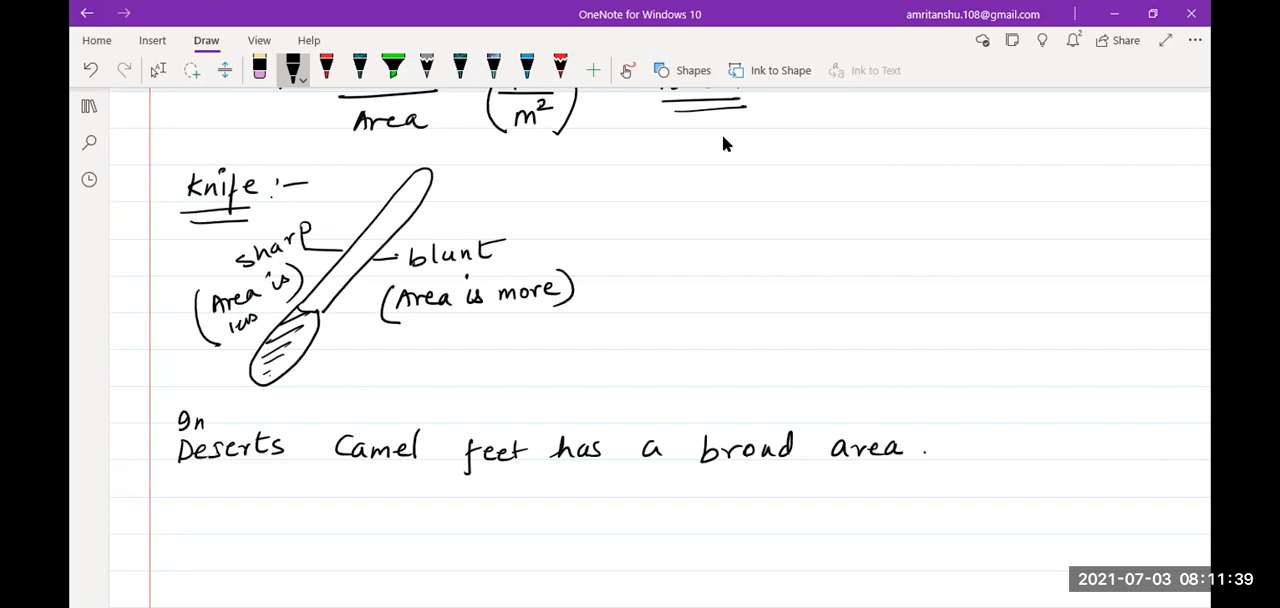 OneNote for Windows 10
amritanshu.108@gmail.com
Home Insert Draw View Help
2
Share
Shapes
Ink to Shape
Ink to Text
Area
m²
Knife :-
sharp
(Area is
less)
blunt
(Area is more)
In
Deserts Camel feet has a broad area.
2021-07-03 08:11:39